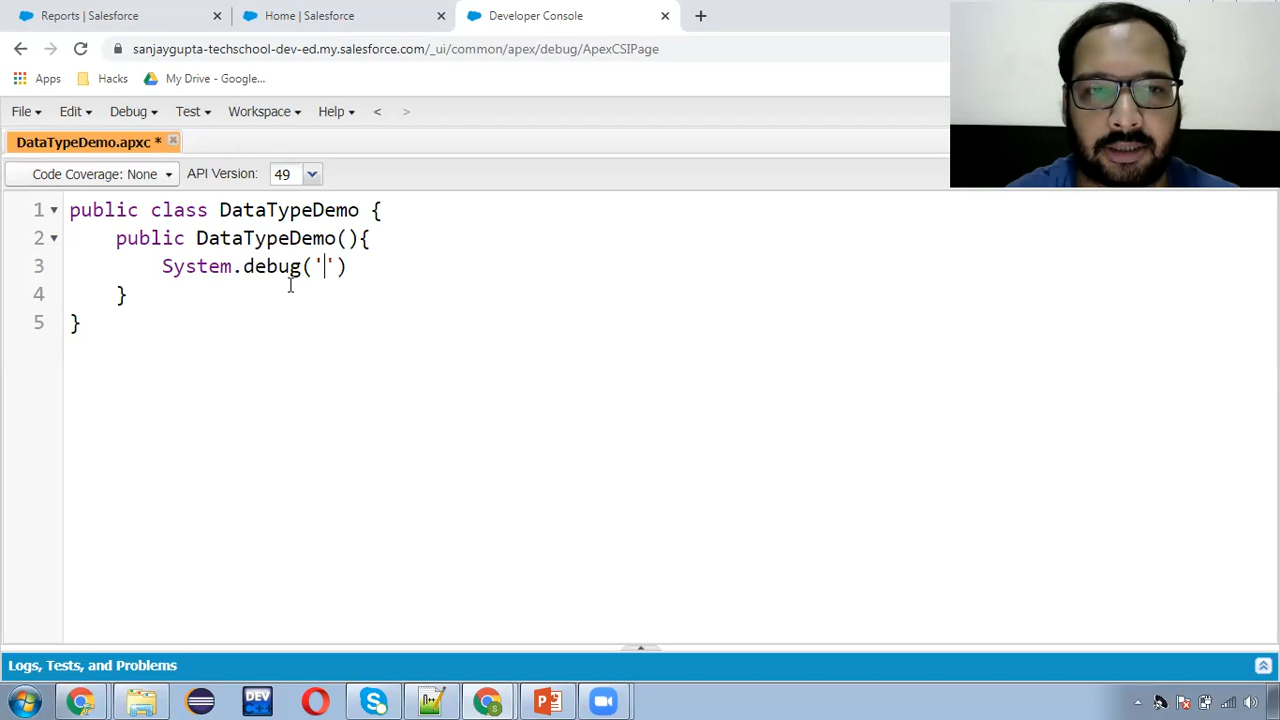 Reports | Salesforce
Home | Salesforce
Developer Console
sanjaygupta-techschool-dev-ed.my.salesforce.com/_ui/common/apex/debug/ApexCSIPage
Apps Hacks My Drive - Google...
File Edit Debug Test Workspace Help < >
DataTypeDemo.apxc *
Code Coverage: None API Version: 49
1 public class DataTypeDemo {
2 public DataTypeDemo(){
3 System.debug('')
4 }
5 }
Logs, Tests, and Problems
DEV C++